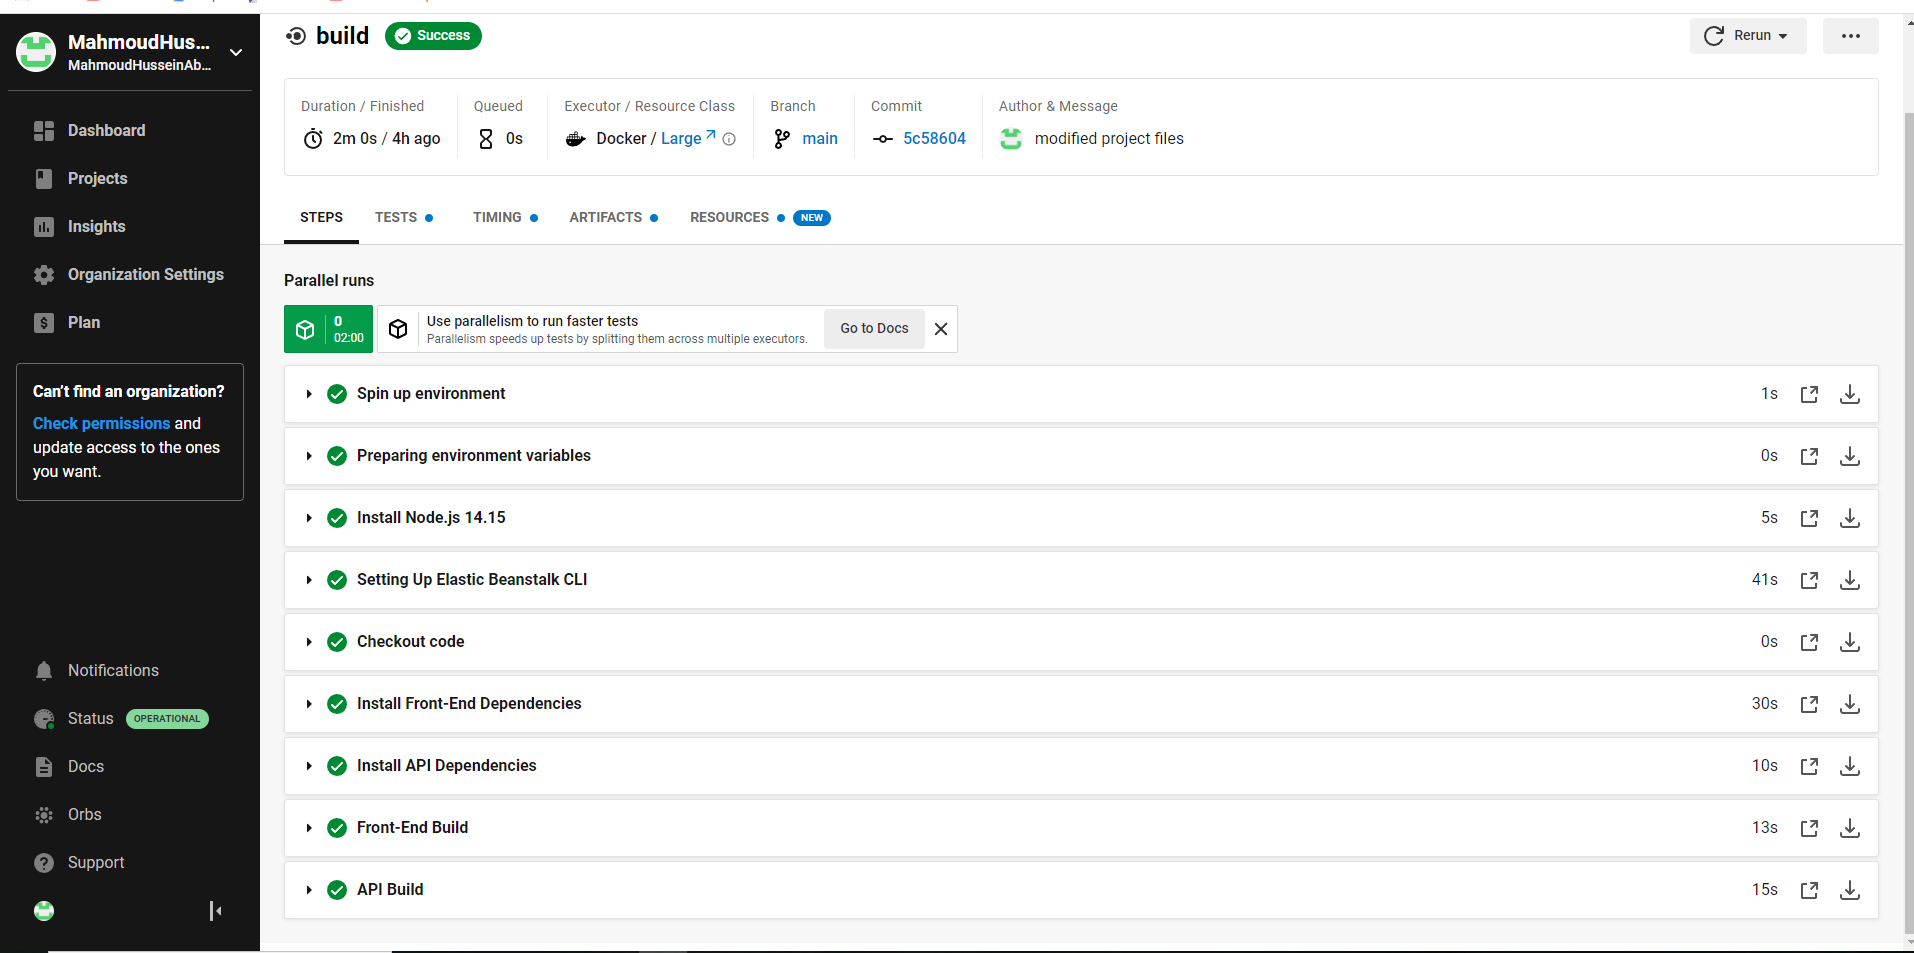 MahmoudHus...
MahmoudHusseinAb...
Dashboard
Projects
Insights
Organization Settings
Plan
Can't find an organization?
Check permissions and
update access to the ones
you want.
Notifications
Status OPERATIONAL
Docs
Orbs
Support
build Success
Rerun
Duration / Finished
2m 0s / 4h ago
Queued
0s
Executor / Resource Class
Docker / Large
Branch
main
Commit
5c58604
Author & Message
modified project files
STEPS TESTS TIMING ARTIFACTS RESOURCES NEW
Parallel runs
0
02:00
Use parallelism to run faster tests
Parallelism speeds up tests by splitting them across multiple executors.
Go to Docs
Spin up environment 1s
Preparing environment variables 0s
Install Node.js 14.15 5s
Setting Up Elastic Beanstalk CLI 41s
Checkout code 0s
Install Front-End Dependencies 30s
Install API Dependencies 10s
Front-End Build 13s
API Build 15s